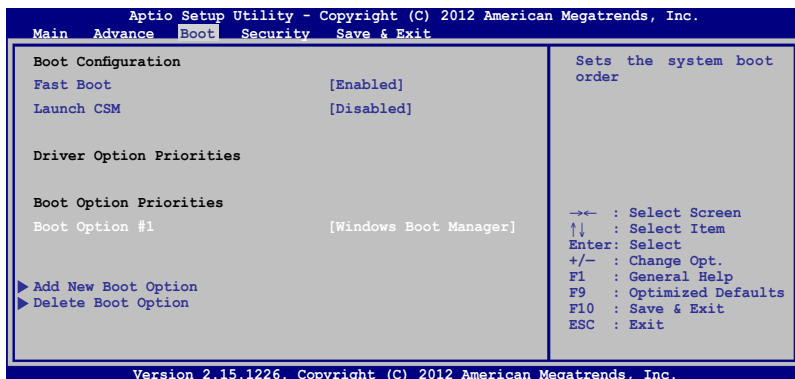 Aptio Setup Utility - Copyright (C) 2012 American Megatrends, Inc.
Main Advance Boot Security Save & Exit
Boot Configuration
Fast Boot [Enabled]
Launch CSM [Disabled]
Driver Option Priorities
Boot Option Priorities
Boot Option #1 [Windows Boot Manager]
Add New Boot Option
Delete Boot Option
Sets the system boot
order
→← : Select Screen
↑↓ : Select Item
Enter: Select
+/— : Change Opt.
F1 : General Help
F9 : Optimized Defaults
F10 : Save & Exit
ESC : Exit
Version 2.15.1226. Copyright (C) 2012 American Megatrends, Inc.